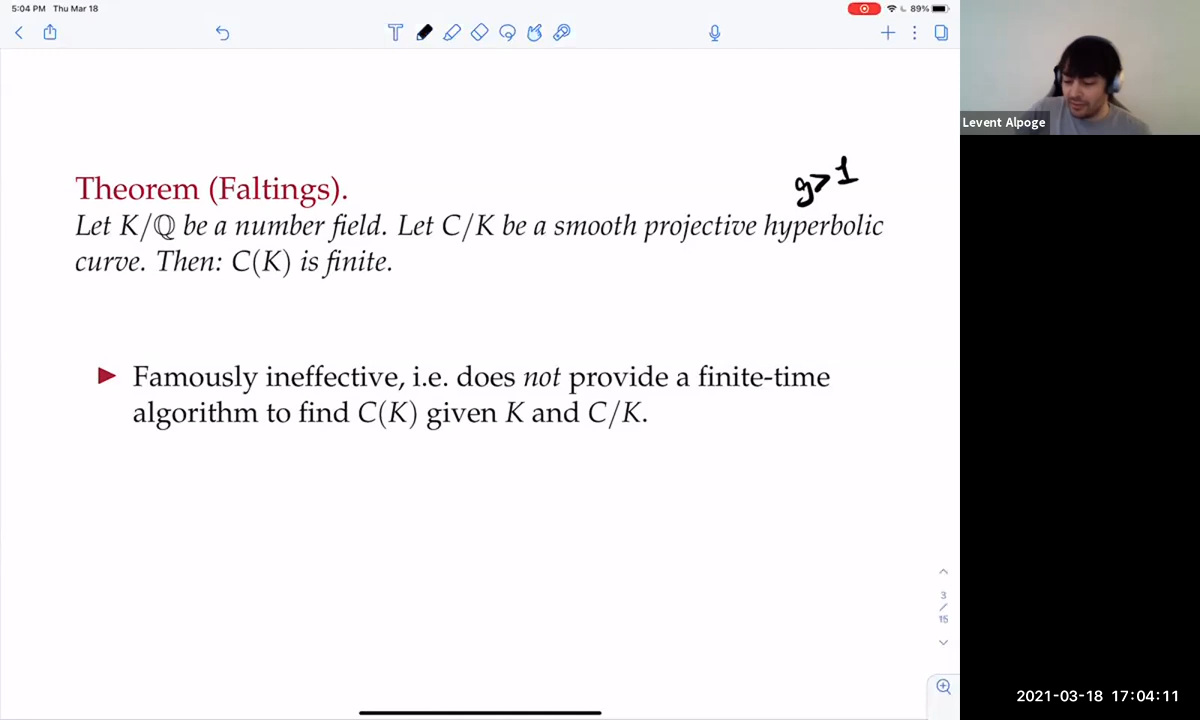 5:04 PM Thu Mar 18
89%
Levent Alpoge
g>1
Theorem (Faltings).
Let K/ℚ be a number field. Let C/K be a smooth projective hyperbolic
curve. Then: C(K) is finite.
▶ Famously ineffective, i.e. does not provide a finite-time
algorithm to find C(K) given K and C/K.
3
/
15
2021-03-18 17:04:11